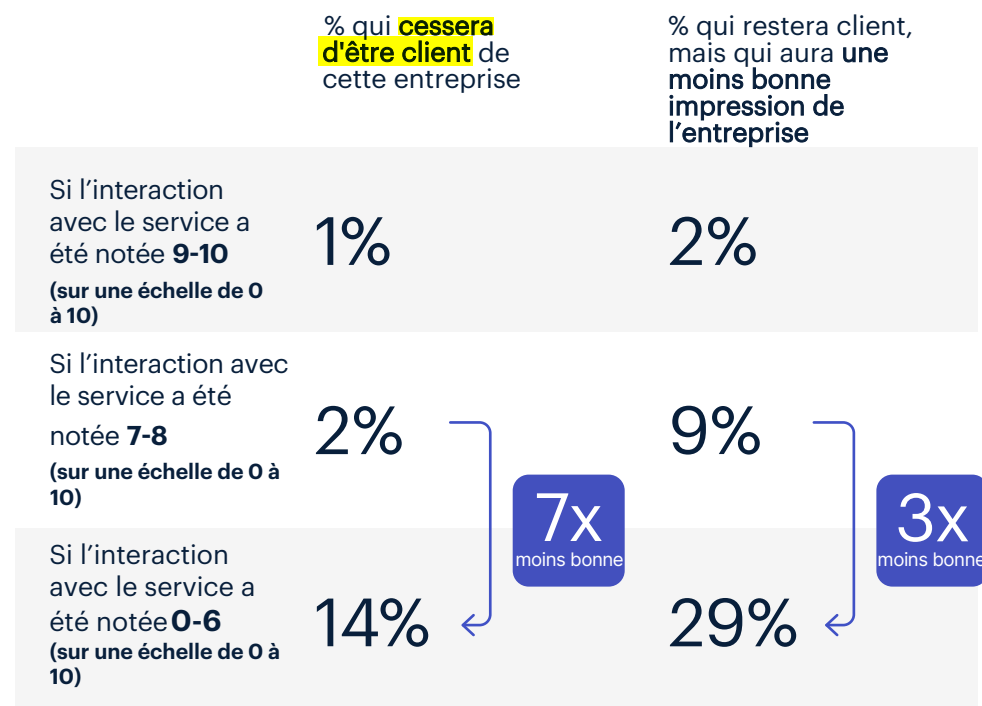 % qui cessera
d'être client de
cette entreprise
% qui restera client,
mais qui aura une
moins bonne
impression de
l’entreprise
Si l’interaction
avec le service a
été notée 9-10
(sur une échelle de 0
à 10)
1%
2%
Si l’interaction avec
le service a été
notée 7-8
(sur une échelle de 0 à
10)
2%
9%
7x
moins bonne
3x
moins bonne
Si l’interaction
avec le service a
été notée 0-6
(sur une échelle de 0 à
10)
14%
29%